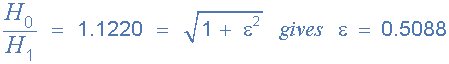 H₀/H₁ = 1.1220 = √(1 + ε²) gives ε = 0.5088